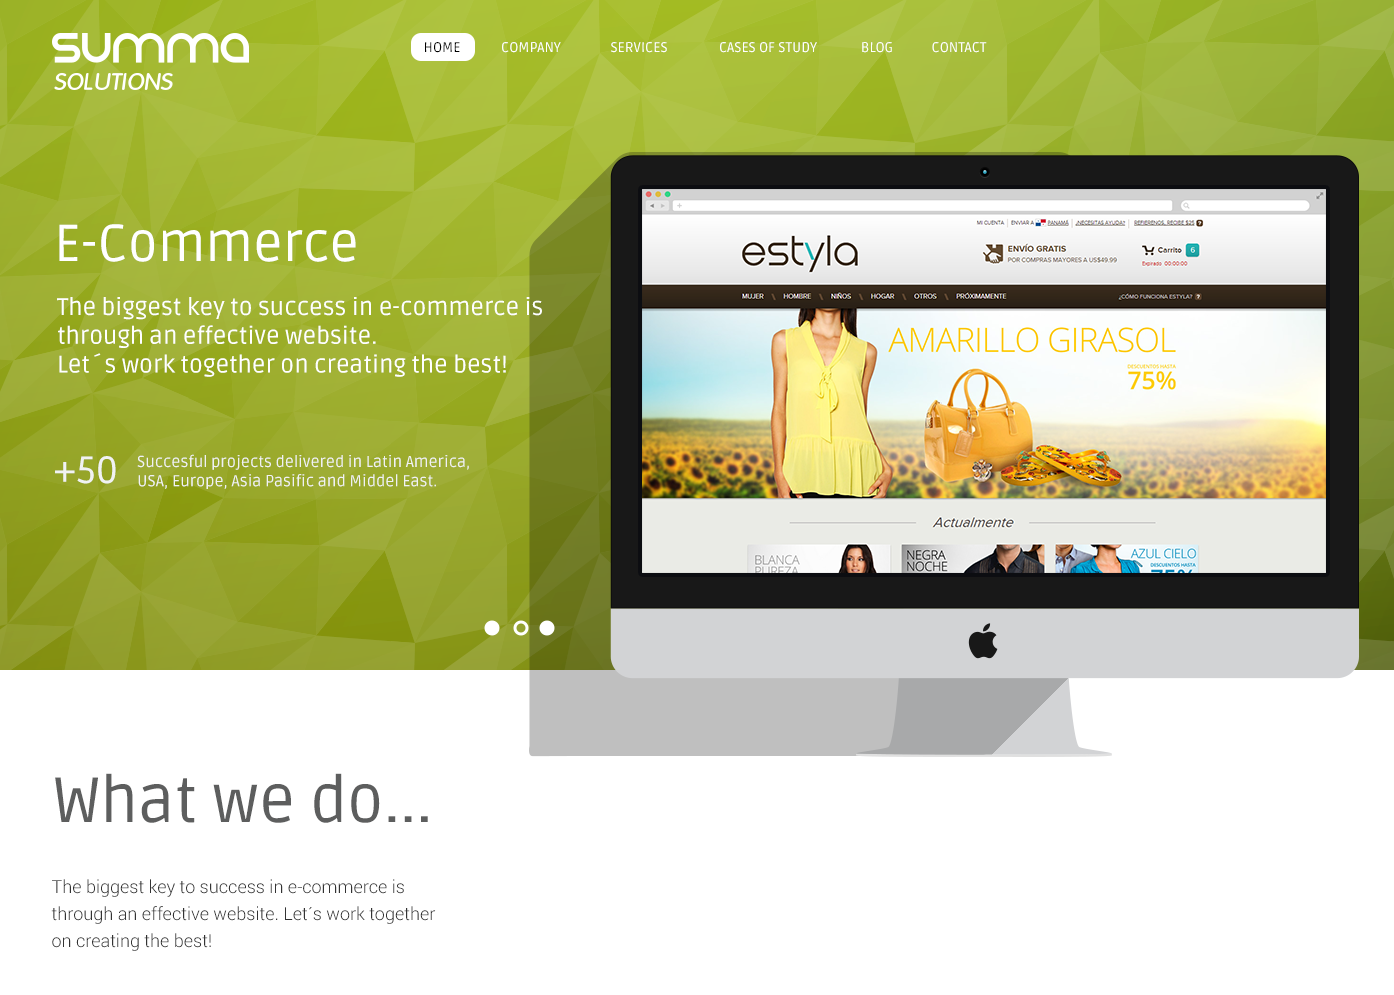 summa
SOLUTIONS
HOME
COMPANY
SERVICES
CASES OF STUDY
BLOG
CONTACT
E-Commerce
The biggest key to success in e-commerce is
through an effective website.
Let´s work together on creating the best!
+50
Succesful projects delivered in Latin America,
USA, Europe, Asia Pasific and Middel East.
MI CUENTA
ENVIAR A
PANAMÁ
¿NECESITAS AYUDA?
REFIERENOS, RECIBE $25
?
estyla
ENVÍO GRATIS
POR COMPRAS MAYORES A US$49.99
Carrito
6
Expirado 00:00:00
MUJER \ HOMBRE \ NIÑOS \ HOGAR \ OTROS \ PRÓXIMAMENTE
¿CÓMO FUNCIONA ESTYLA? ?
AMARILLO GIRASOL
DESCUENTOS HASTA
75%
Actualmente
BLANCA
PUREZA
NEGRA
NOCHE
AZUL CIELO
DESCUENTOS HASTA
75%
What we do...
The biggest key to success in e-commerce is
through an effective website. Let´s work together
on creating the best!